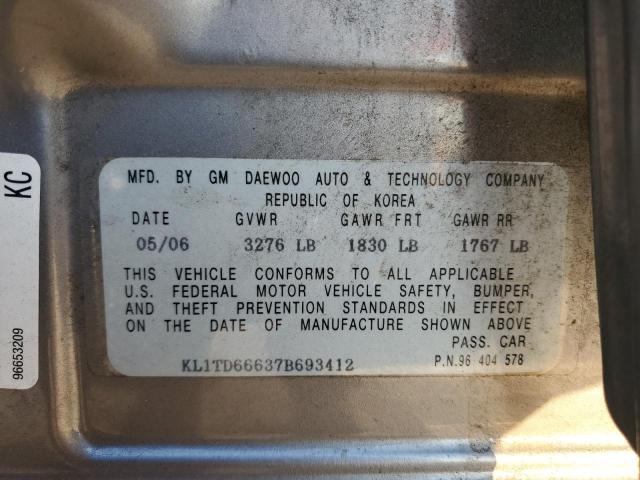 MFD. BY GM DAEWOO AUTO & TECHNOLOGY COMPANY
REPUBLIC OF KOREA
DATE GVWR GAWR FRT GAWR RR
05/06 3276 LB 1830 LB 1767 LB
THIS VEHICLE CONFORMS TO ALL APPLICABLE
U.S. FEDERAL MOTOR VEHICLE SAFETY, BUMPER,
AND THEFT PREVENTION STANDARDS IN EFFECT
ON THE DATE OF MANUFACTURE SHOWN ABOVE
PASS. CAR
KL1TD66637B693412 P.N.96 404 578
KC
96653209